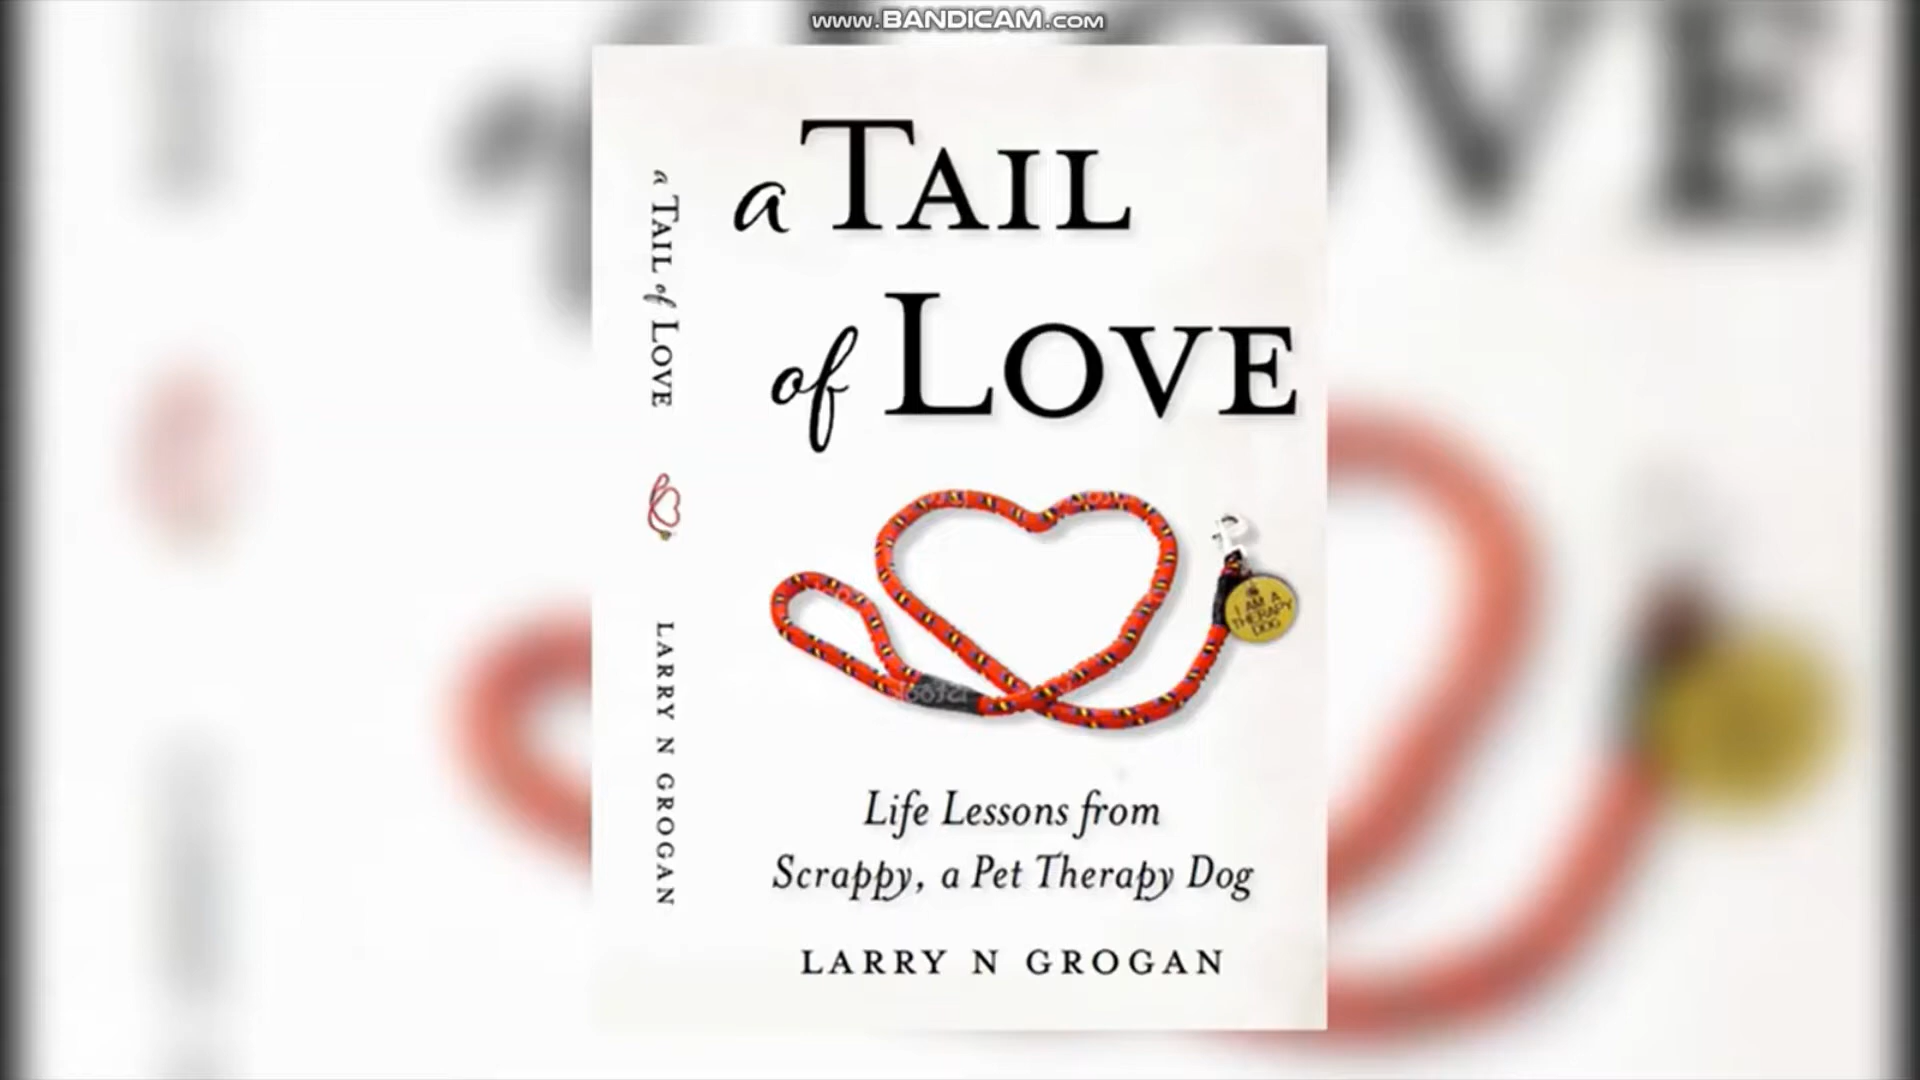 www.BANDICAM.com
a TAIL
of LOVE
I AM A
THERAPY
DOG
Life Lessons from
Scrappy, a Pet Therapy Dog
LARRY N GROGAN
a TAIL of LOVE
LARRY N GROGAN